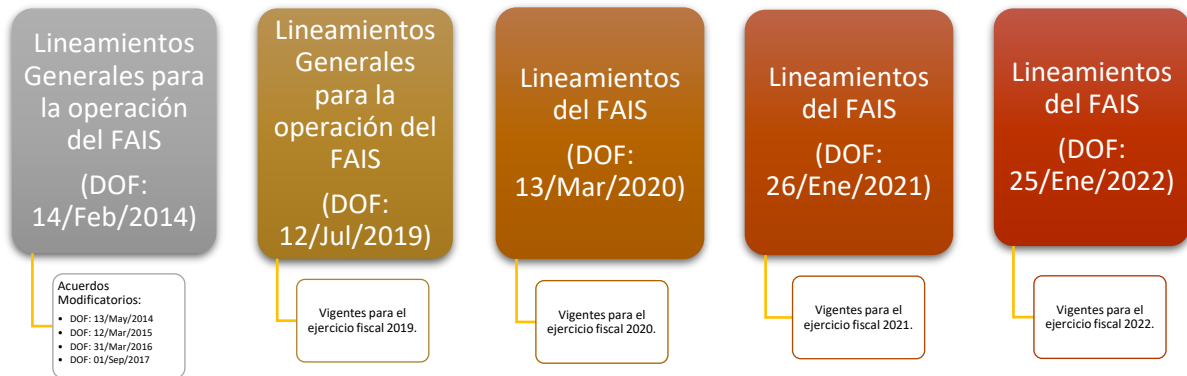 Lineamientos
Generales para
la operación
del FAIS
(DOF:
14/Feb/2014)
Acuerdos
Modificatorios:
• DOF: 13/May/2014
• DOF: 12/Mar/2015
• DOF: 31/Mar/2016
• DOF: 01/Sep/2017
Lineamientos
Generales
para la
operación del
FAIS
(DOF:
12/Jul/2019)
Vigentes para el
ejercicio fiscal 2019.
Lineamientos
del FAIS
(DOF:
13/Mar/2020)
Vigentes para el
ejercicio fiscal 2020.
Lineamientos
del FAIS
(DOF:
26/Ene/2021)
Vigentes para el
ejercicio fiscal 2021.
Lineamientos
del FAIS
(DOF:
25/Ene/2022)
Vigentes para el
ejercicio fiscal 2022.